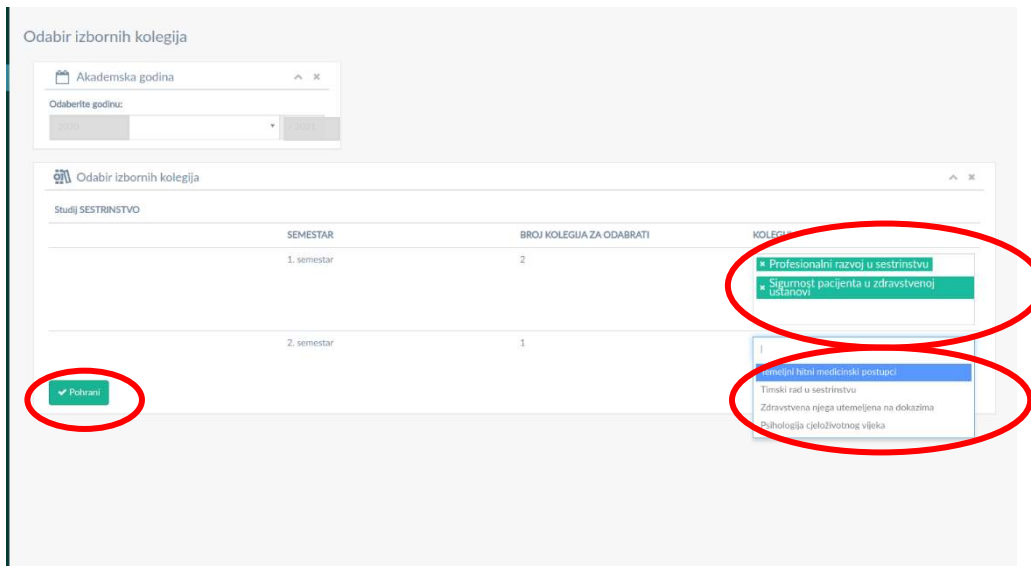 Odabir izbornih kolegija
Akademska godina
Odaberite godinu:
2020
/ 2021
Odabir izbornih kolegija
Studij SESTRINSTVO
SEMESTAR BROJ KOLEGIJA ZA ODABRATI
1. semestar 2 × Profesionalni razvoj u sestrinstvu
× Sigurnost pacijenta u zdravstvenoj
ustanovi
2. semestar 1
Temeljni hitni medicinski postupci
Timski rad u sestrinstvu
Zdravstvena njega utemeljena na dokazima
Psihologija cjeloživotnog vijeka
Pohrani